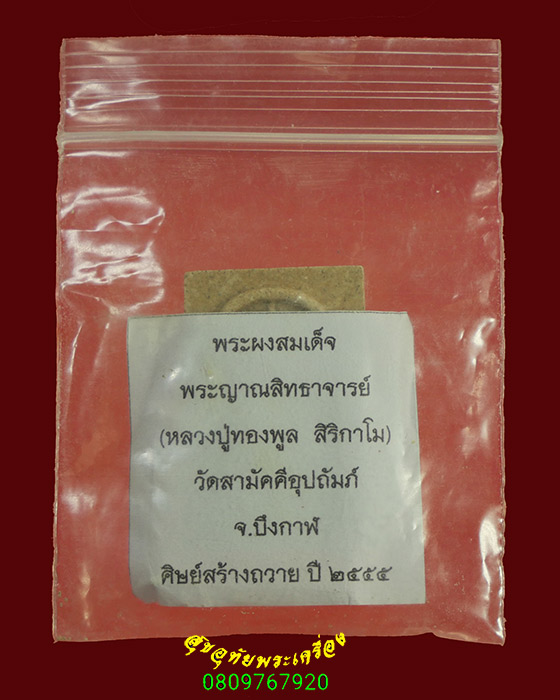 พระผงสมเด็จ
พระญาณสิทธาจารย์
(หลวงปู่ทองพูล สิริกาโม)
วัดสามัคคีอุปถัมภ์
จ.บึงกาฬ
ศิษย์สร้างถวาย ปี ๒๕๕๕
สุขอุทัยพระเครื่อง
0809767920